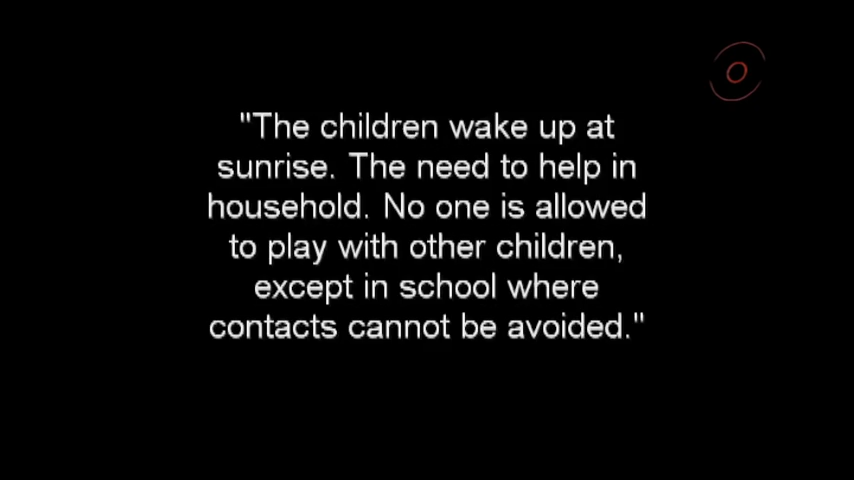 "The children wake up at
sunrise. The need to help in
household. No one is allowed
to play with other children,
except in school where
contacts cannot be avoided."